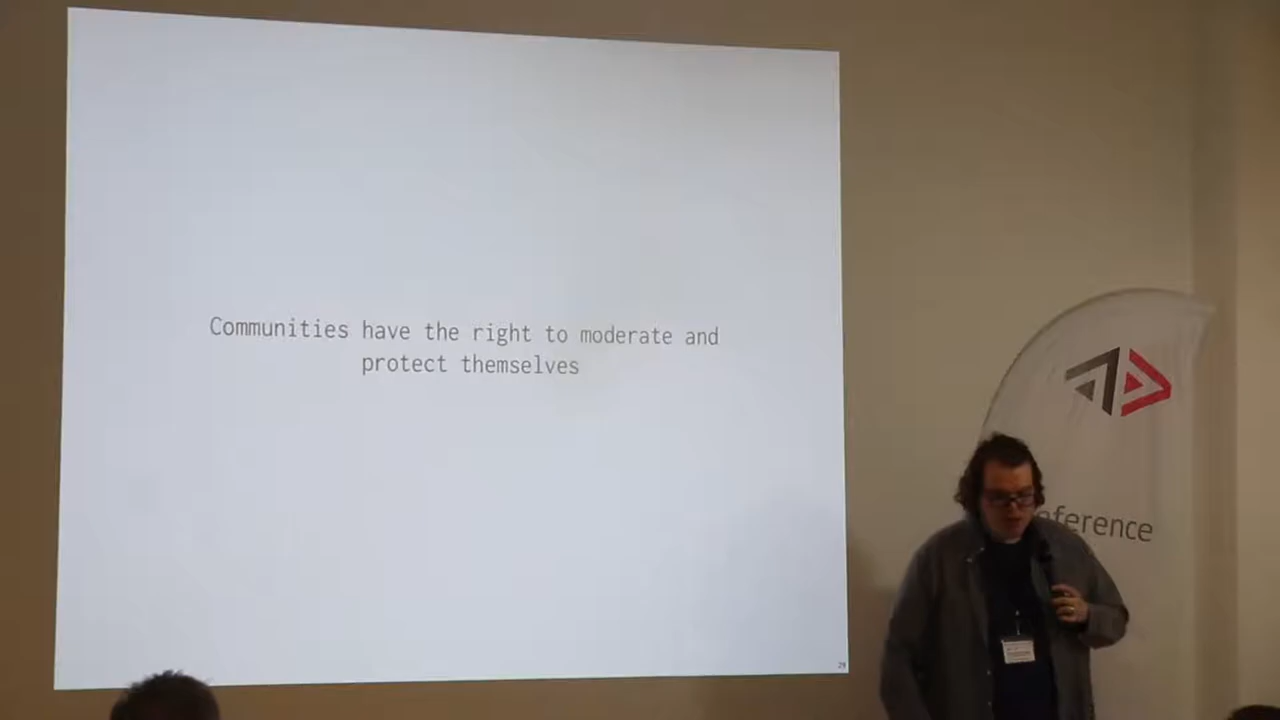 Communities have the right to moderate and
protect themselves
eference